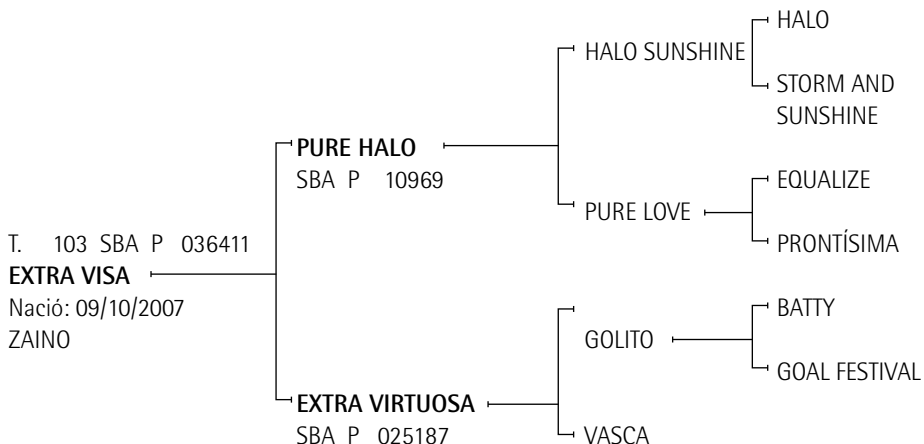 HALO
HALO SUNSHINE
STORM AND
SUNSHINE
PURE HALO
SBA P 10969
EQUALIZE
PURE LOVE
PRONTÍSIMA
T. 103 SBA P 036411
EXTRA VISA
Nació: 09/10/2007
ZAINO
BATTY
GOLITO
GOAL FESTIVAL
EXTRA VIRTUOSA
SBA P 025187
VASCA